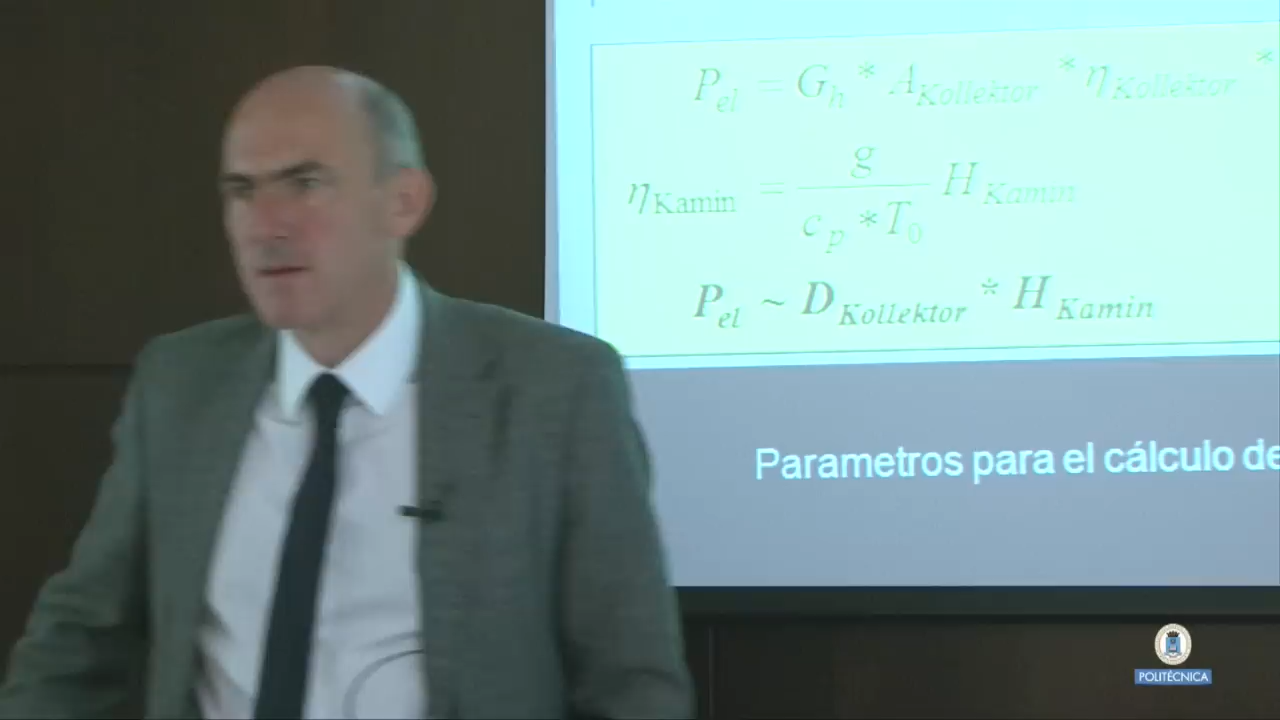 P_el = G_h * A_Kollektor * η_Kollektor *
η_Kamin = g / (c_p * T_0) H_Kamin
P_el ~ D_Kollektor * H_Kamin
Parametros para el cálculo de
POLITÉCNICA